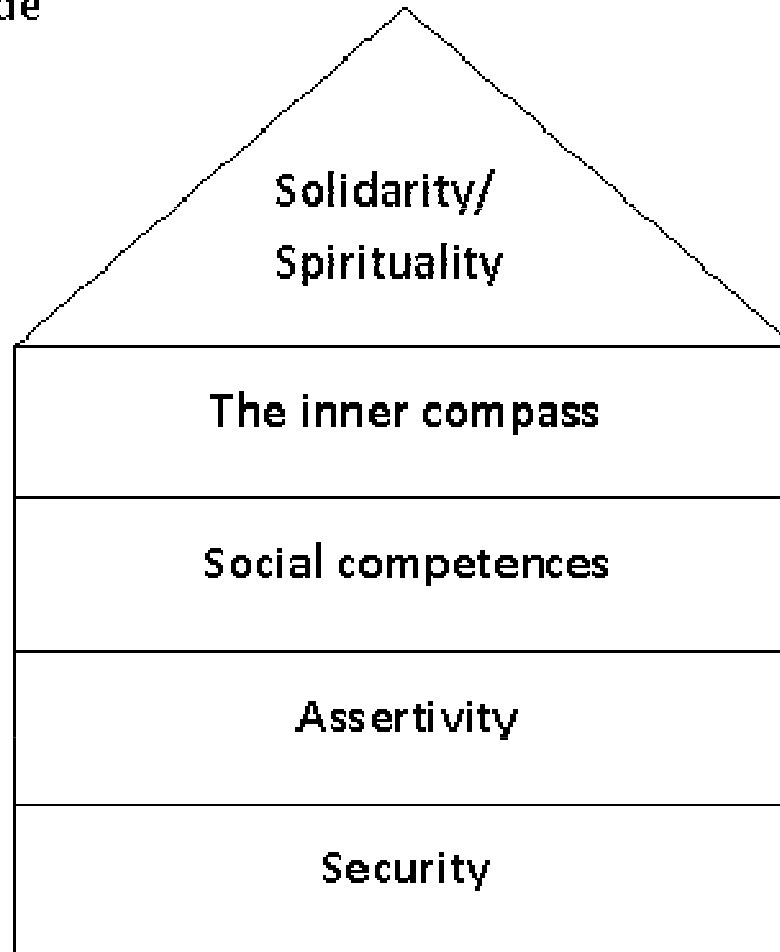 Solidarity/
Spirituality
The inner compass
Social competences
Assertivity
Security